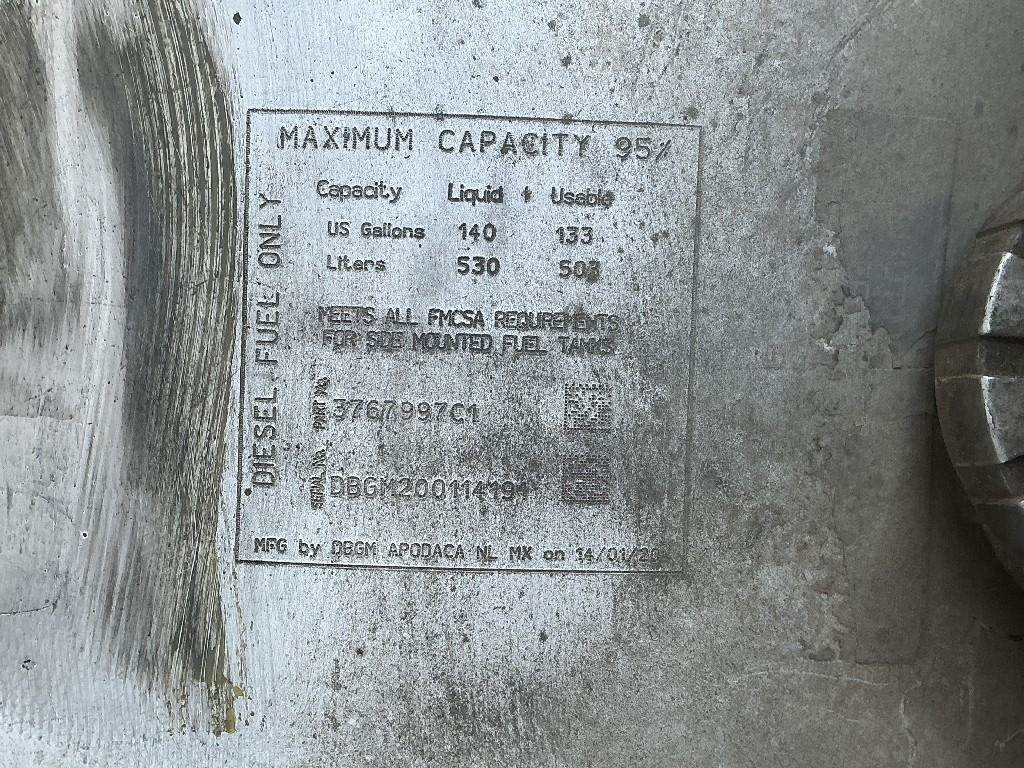 MAXIMUM CAPACITY 95%
Capacity Liquid + Usable
US Gallons 140 133
Liters 530 503
MEETS ALL FMCSA REQUIREMENTS
FOR SIDE MOUNTED FUEL TANKS
PART No. 3767997C1
SERIAL No.
MFG by DBGM APODACA NL MX on 14/01/20
DIESEL FUEL ONLY